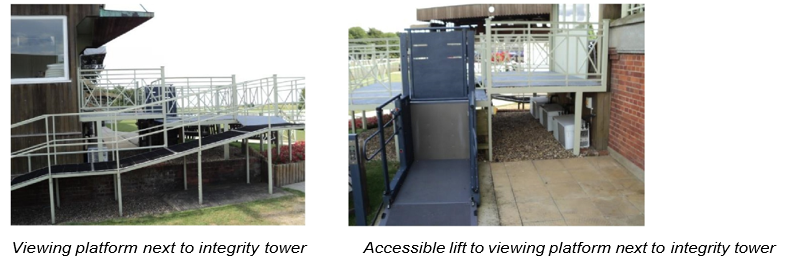 Viewing platform next to integrity tower
Accessible lift to viewing platform next to integrity tower